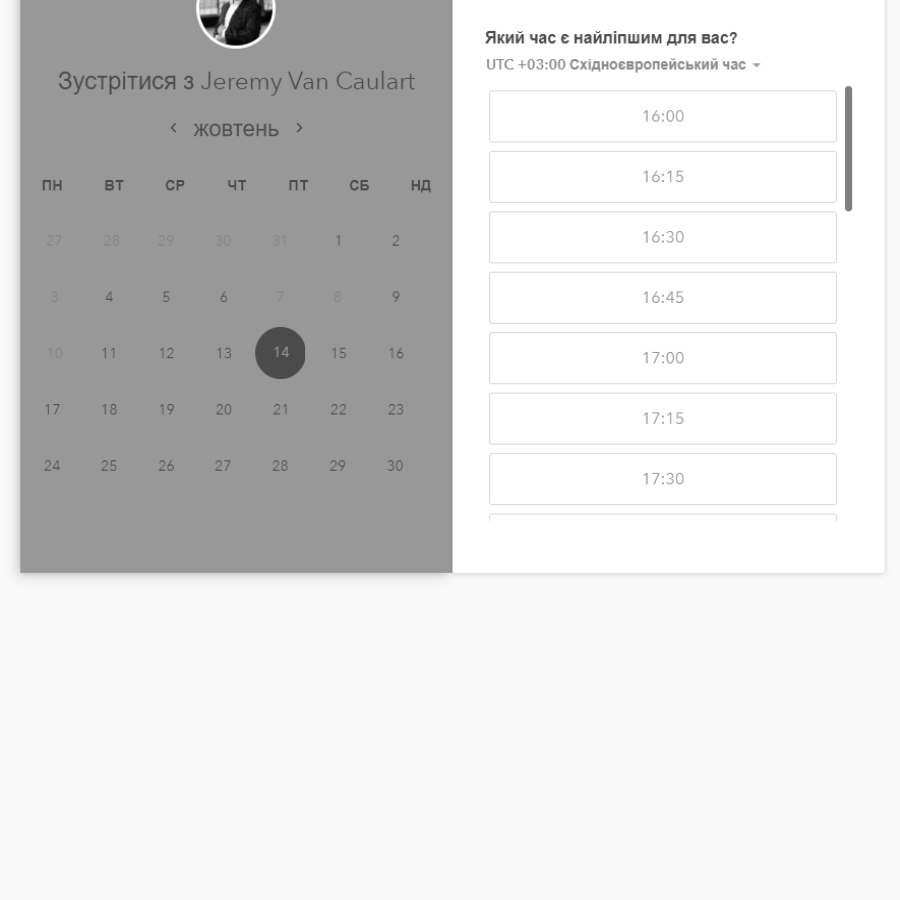 Зустрітися з Jeremy Van Caulart
жовтень
ПН ВТ СР ЧТ ПТ СБ НД
27 28 29 30 31 1 2
3 4 5 6 7 8 9
10 11 12 13 14 15 16
17 18 19 20 21 22 23
24 25 26 27 28 29 30
Який час є найліпшим для вас?
UTC +03:00 Східноєвропейський час
16:00
16:15
16:30
16:45
17:00
17:15
17:30